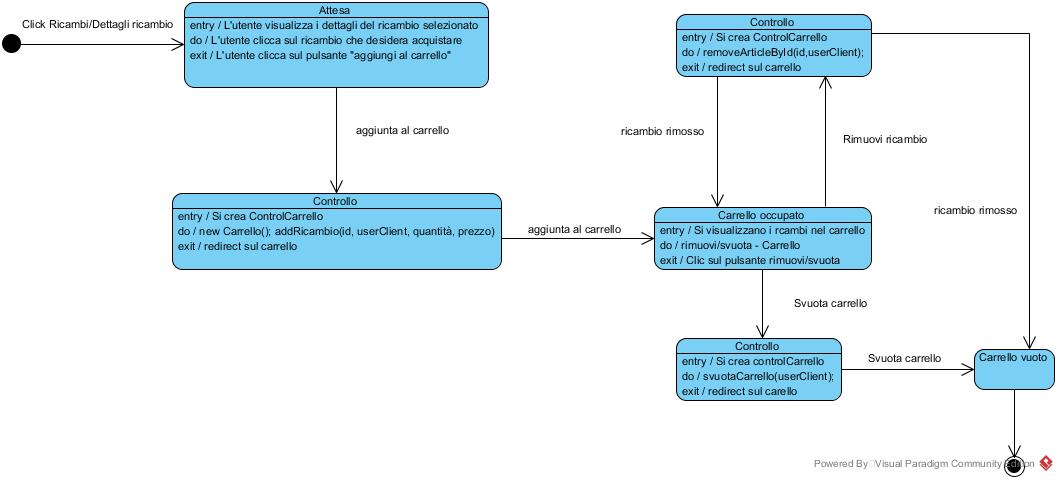 Click Ricambi/Dettagli ricambio
Attesa
entry / L'utente visualizza i dettagli del ricambio selezionato
do / L'utente clicca sul ricambio che desidera acquistare
exit / L'utente clicca sul pulsante "aggiungi al carrello"
aggiunta al carrello
Controllo
entry / Si crea ControlCarrello
do / new Carrello(); addRicambio(id, userClient, quantità, prezzo)
exit / redirect sul carrello
aggiunta al carrello
Controllo
entry / Si crea ControlCarrello
do / removeArticleById(id,userClient);
exit / redirect sul carrello
ricambio rimosso
Rimuovi ricambio
ricambio rimosso
Carrello occupato
entry / Si visualizzano i rcambi nel carrello
do / rimuovi/svuota - Carrello
exit / Clic sul pulsante rimuovi/svuota
Svuota carrello
Controllo
entry / Si crea controlCarrello
do / svuotaCarrello(userClient);
exit / redirect sul carello
Svuota carrello
Carrello vuoto
Powered By Visual Paradigm Community Edition